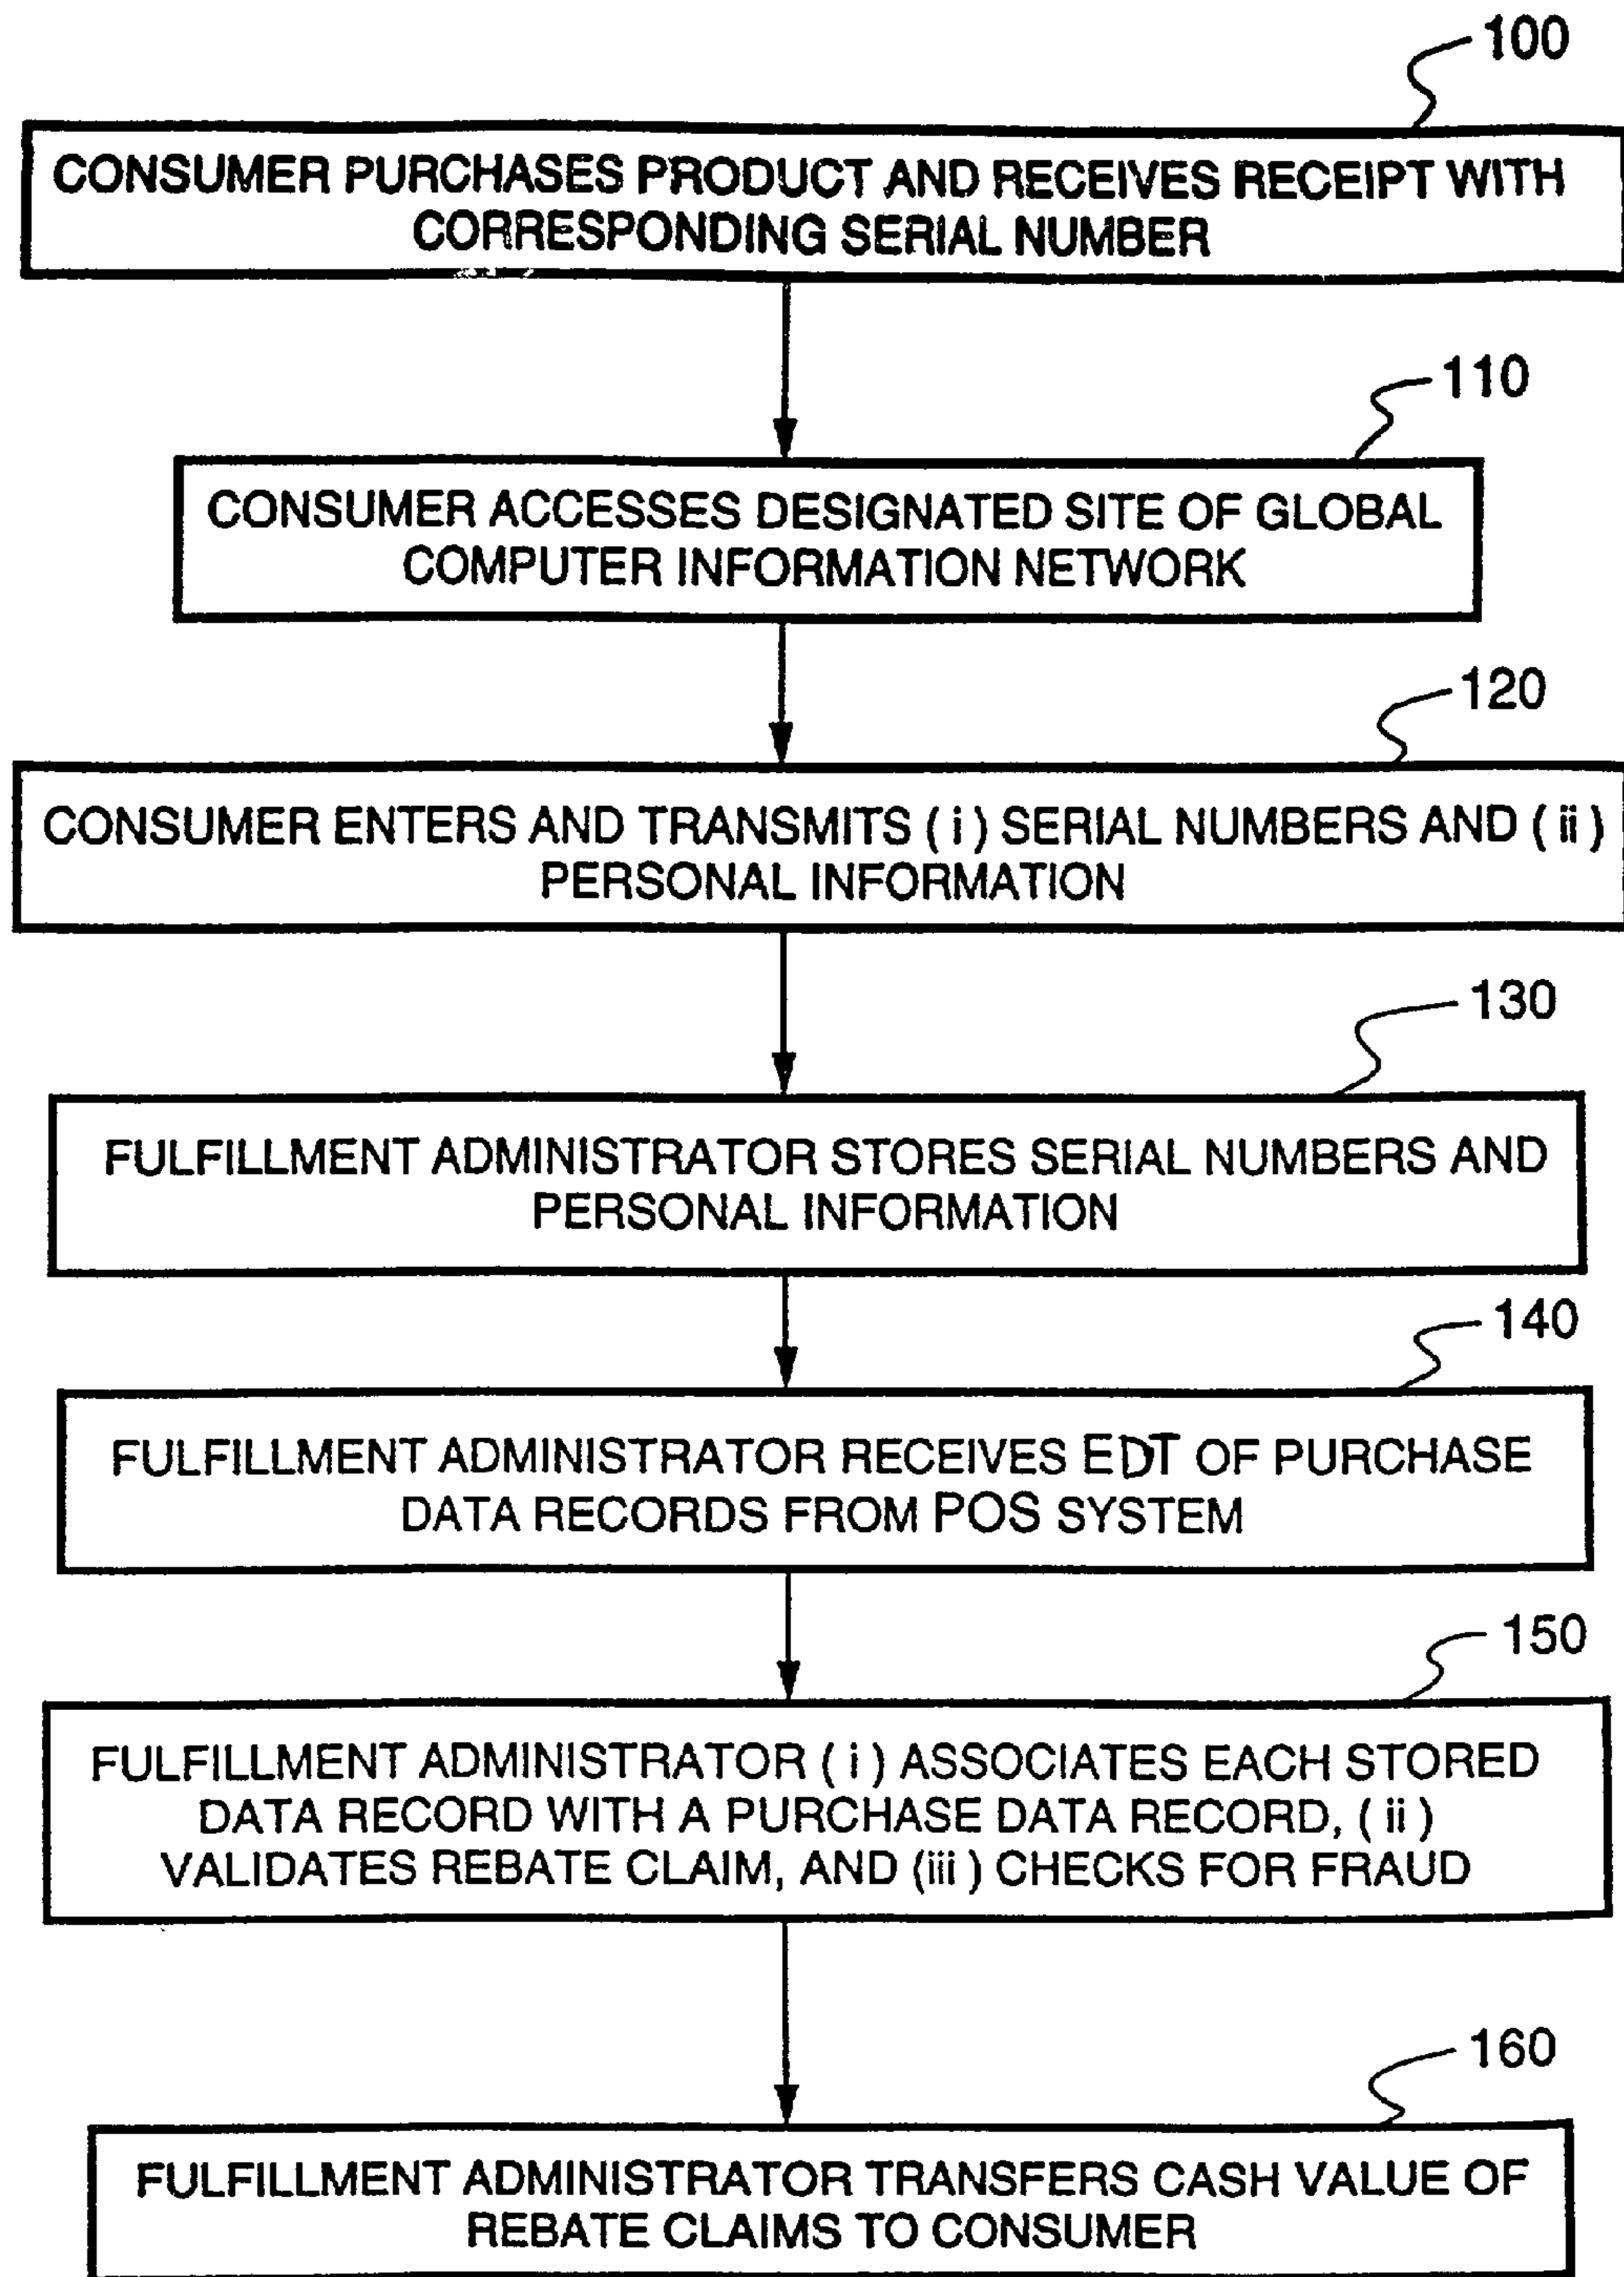 100
CONSUMER PURCHASES PRODUCT AND RECEIVES RECEIPT WITH
CORRESPONDING SERIAL NUMBER
110
CONSUMER ACCESSES DESIGNATED SITE OF GLOBAL
COMPUTER INFORMATION NETWORK
120
CONSUMER ENTERS AND TRANSMITS ( i ) SERIAL NUMBERS AND ( ii )
PERSONAL INFORMATION
130
FULFILLMENT ADMINISTRATOR STORES SERIAL NUMBERS AND
PERSONAL INFORMATION
140
FULFILLMENT ADMINISTRATOR RECEIVES EDT OF PURCHASE
DATA RECORDS FROM POS SYSTEM
150
FULFILLMENT ADMINISTRATOR ( i ) ASSOCIATES EACH STORED
DATA RECORD WITH A PURCHASE DATA RECORD, ( ii )
VALIDATES REBATE CLAIM, AND (iii ) CHECKS FOR FRAUD
160
FULFILLMENT ADMINISTRATOR TRANSFERS CASH VALUE OF
REBATE CLAIMS TO CONSUMER